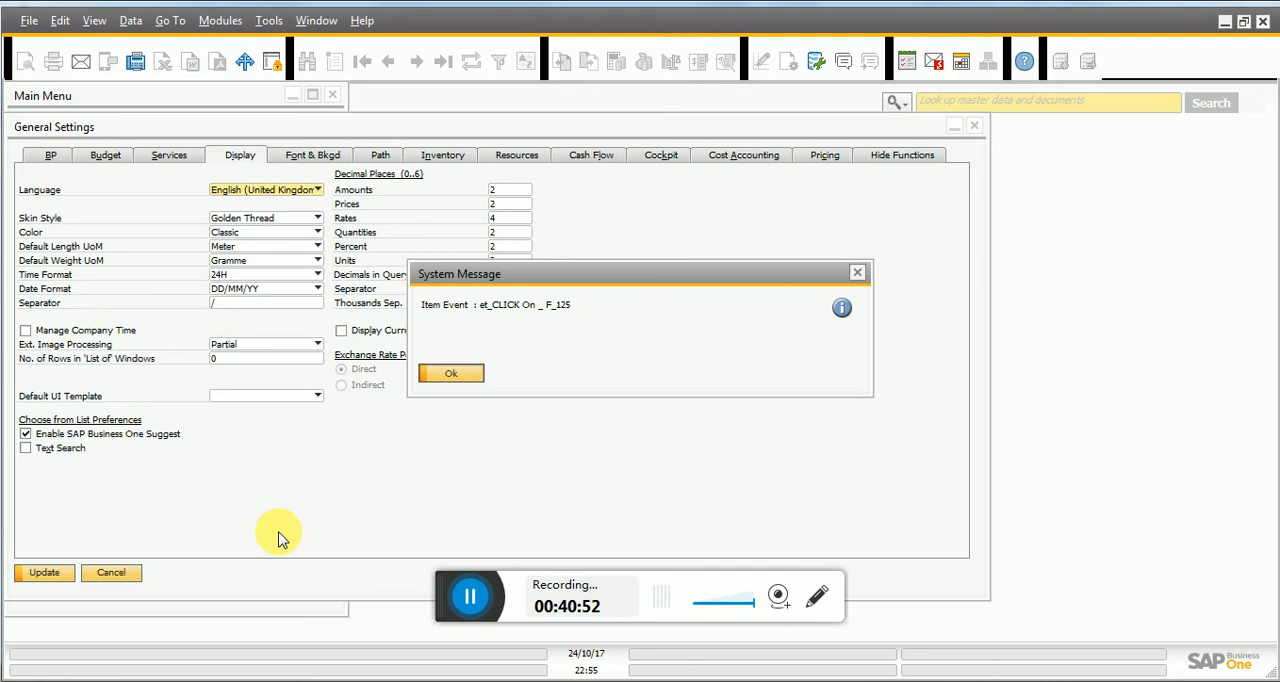 File Edit View Data Go To Modules Tools Window Help
Main Menu
Look up master data and documents Search
General Settings
BP Budget Services Display Font & Bkgd Path Inventory Resources Cash Flow Cockpit Cost Accounting Pricing Hide Functions
Decimal Places (0..6)
Language English (United Kingdom Amounts 2
Prices 2
Skin Style Golden Thread Rates 4
Color Classic Quantities 2
Default Length UoM Meter Percent 2
Default Weight UoM Gramme Units
Time Format 24H Decimals in Query
Date Format DD/MM/YY Separator
Separator / Thousands Sep.
System Message
Item Event : et_CLICK On _ F_125
Ok
Manage Company Time Display Curre
Ext. Image Processing Partial
No. of Rows in 'List of' Windows 0
Exchange Rate P
Direct
Indirect
Default UI Template
Choose from List Preferences
Enable SAP Business One Suggest
Text Search
Update Cancel
Recording...
00:40:52
24/10/17
22:55
SAP Business One